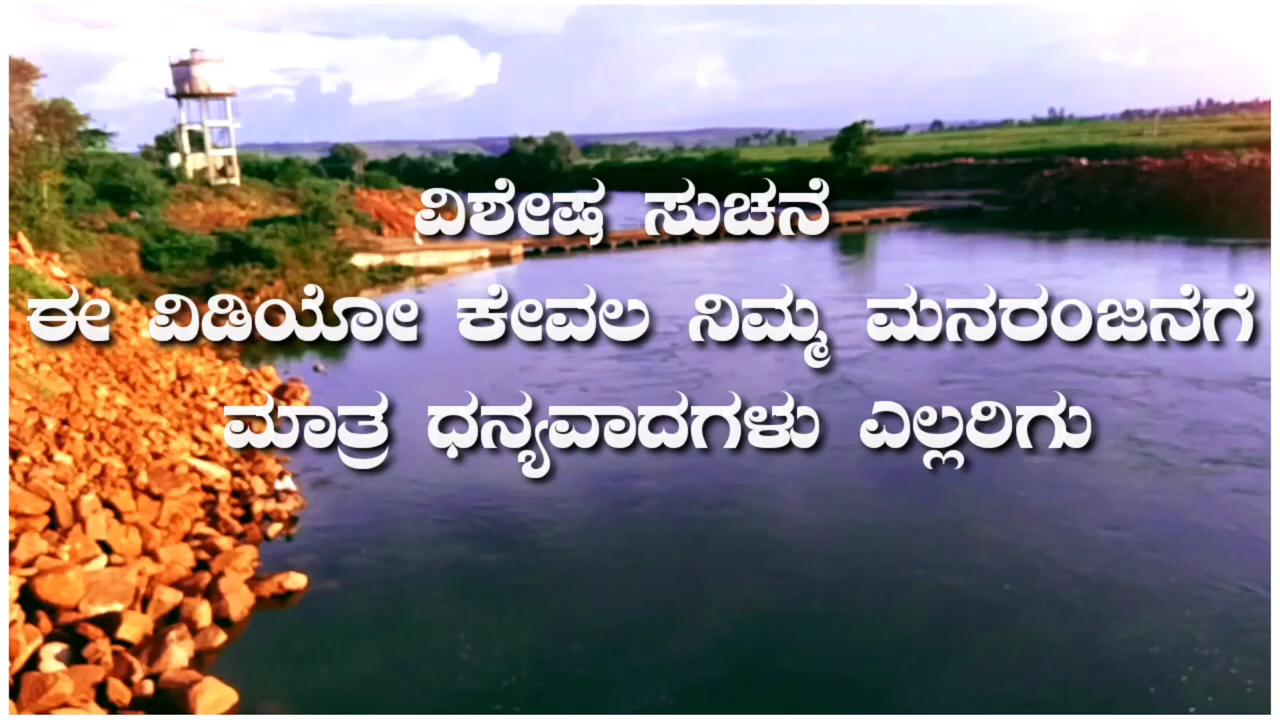 ವಿಶೇಷ ಸುಚನೆ
ಈ ವಿಡಿಯೋ ಕೇವಲ ನಿಮ್ಮ ಮನರಂಜನೆಗೆ
ಮಾತ್ರ ಧನ್ಯವಾದಗಳು ಎಲ್ಲರಿಗು